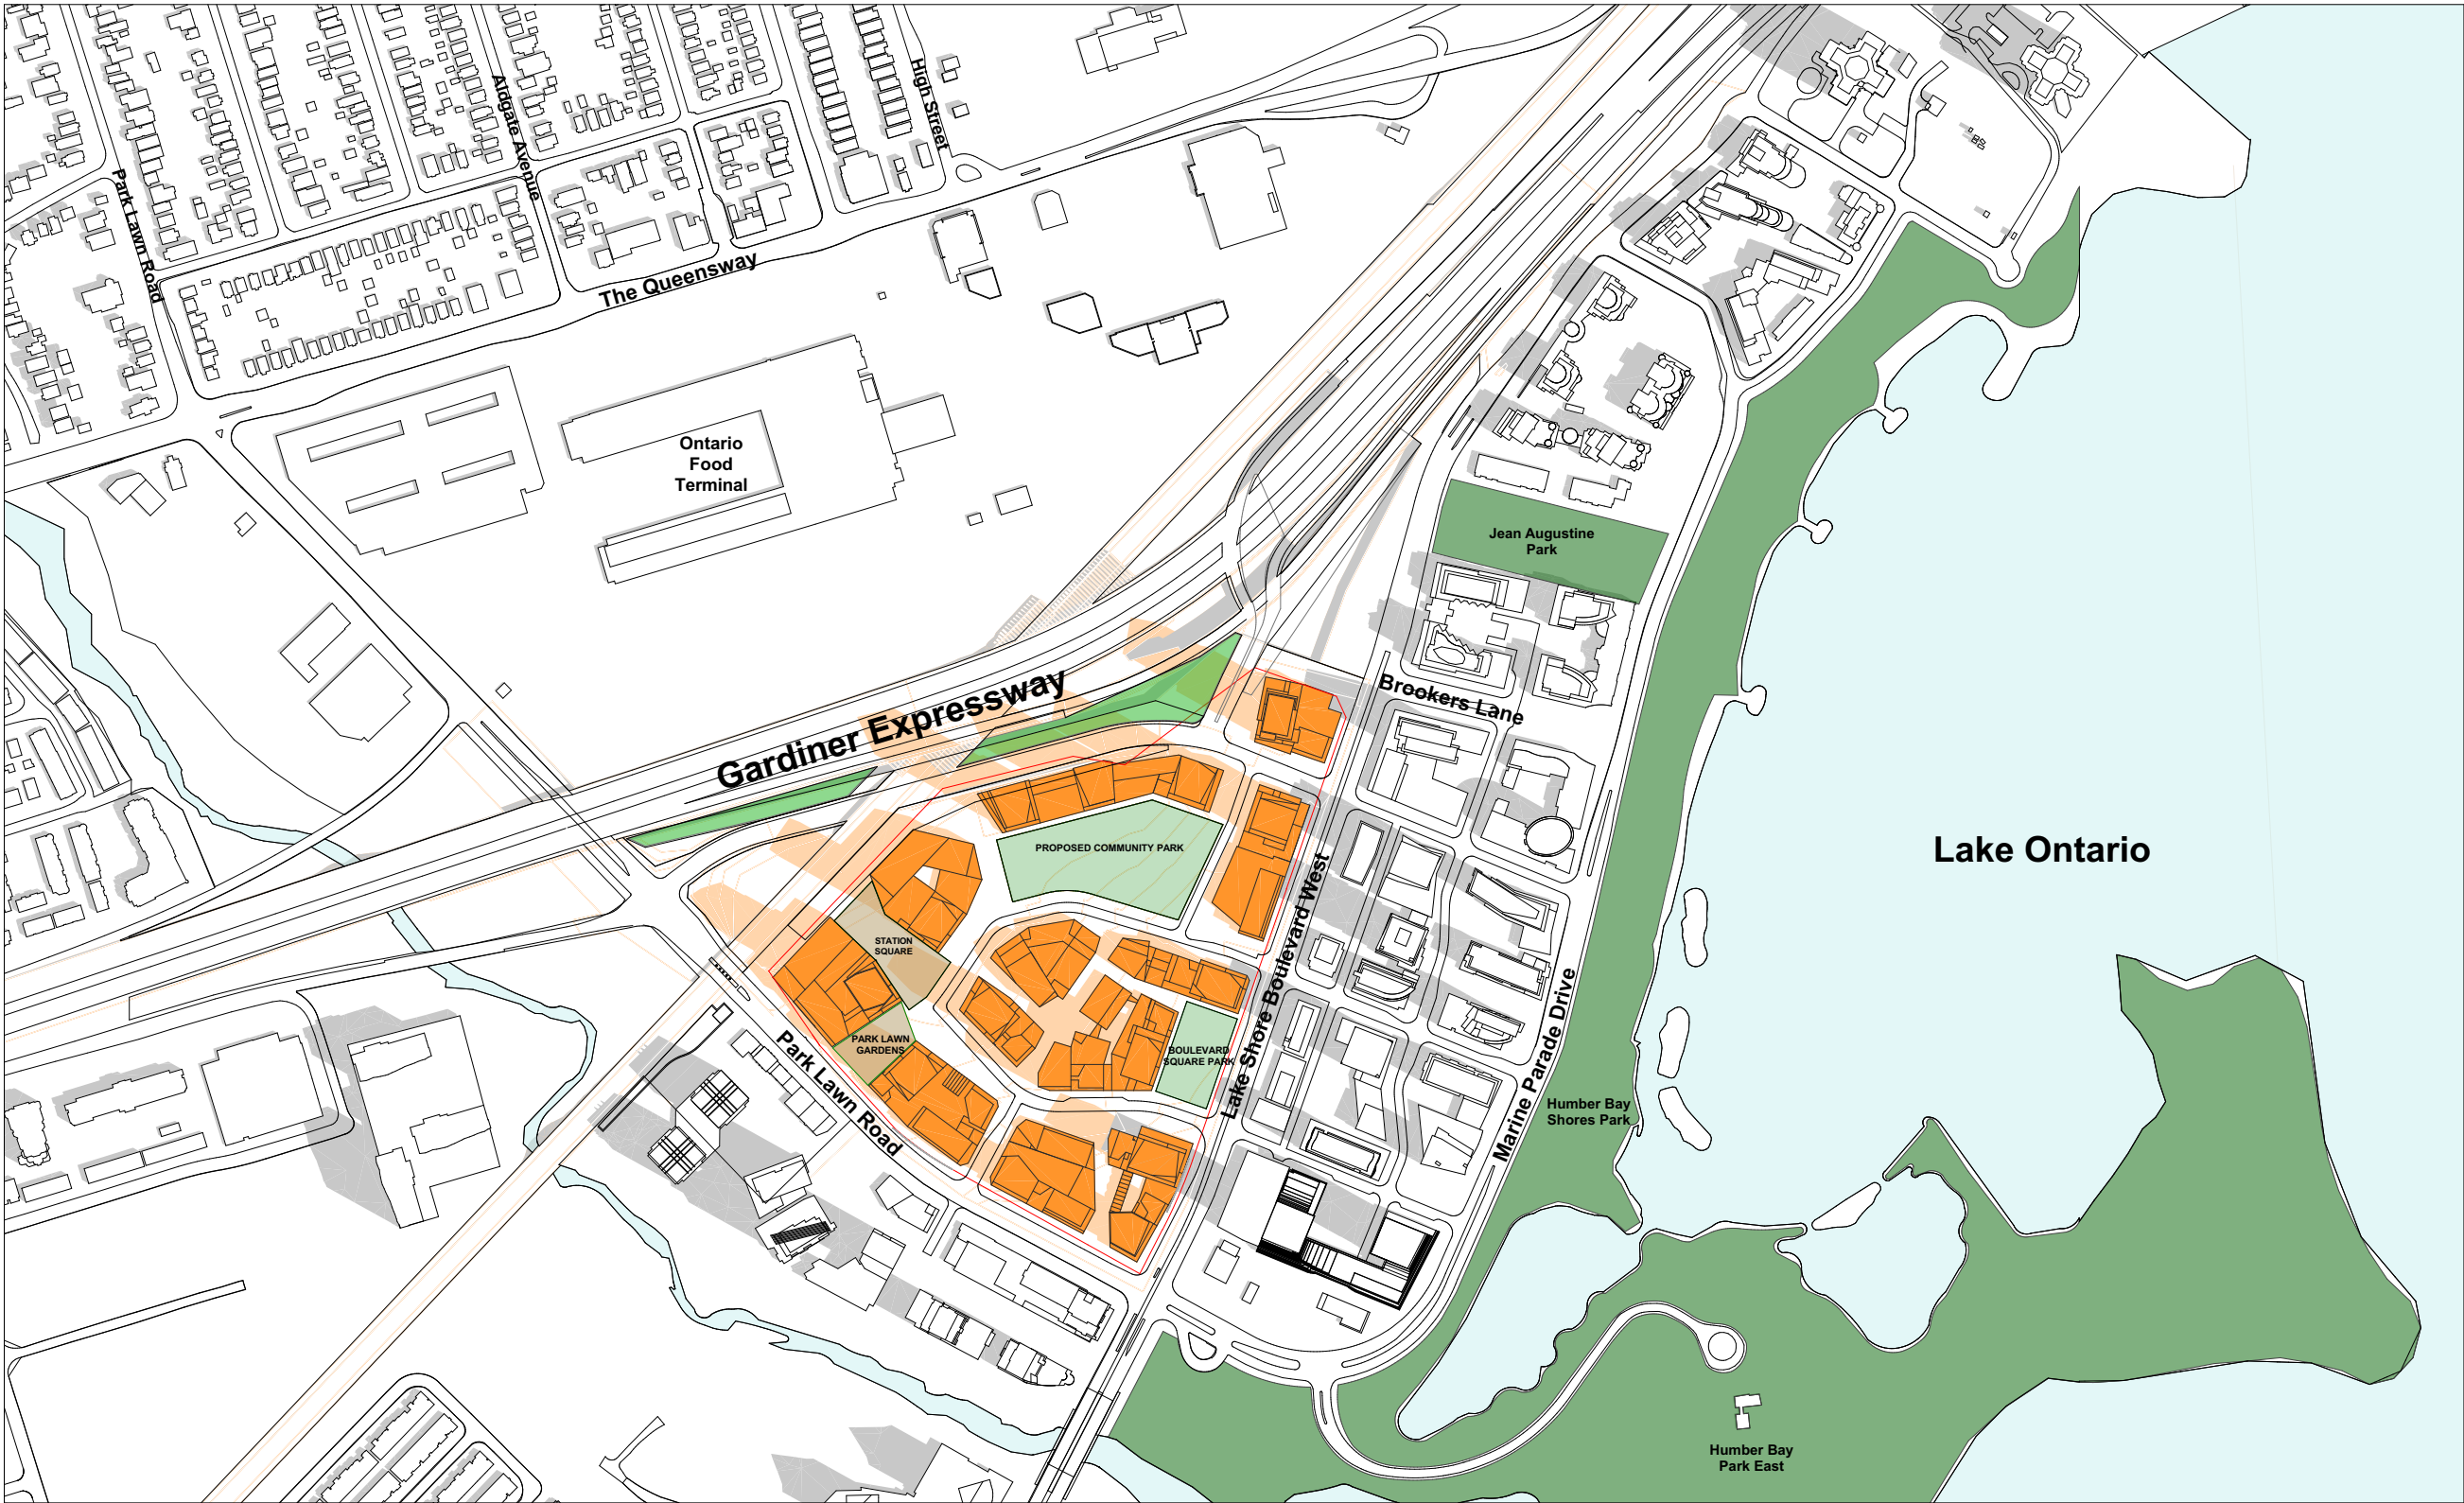 High Street
Aldgate Avenue
Park Lawn Road
The Queensway
Ontario
Food
Terminal
Jean Augustine
Park
Gardiner Expressway
Brookers Lane
PROPOSED COMMUNITY PARK
Lake Ontario
STATION
SQUARE
Lake Shore Boulevard West
PARK LAWN
GARDENS
BOULEVARD
SQUARE PARK
Park Lawn Road
Marine Parade Drive
Humber Bay
Shores Park
Humber Bay
Park East